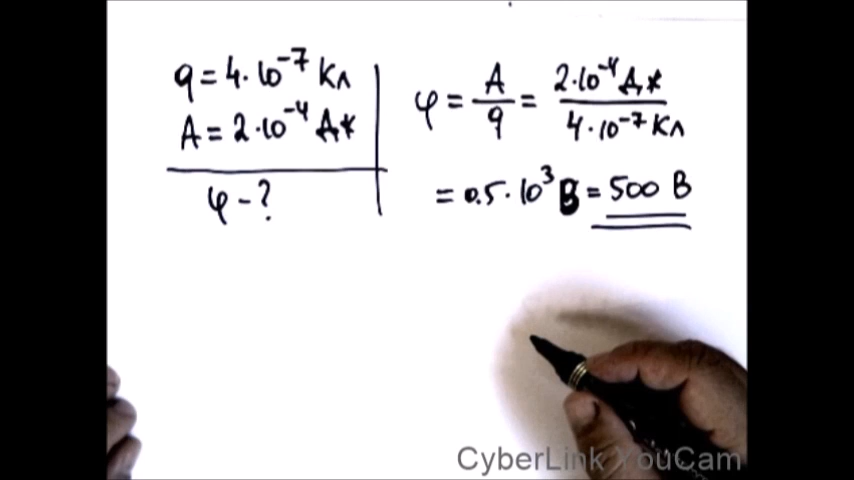 q = 4·10⁻⁷ Кл
A = 2·10⁻⁴ Дж
φ - ?
φ = A/q = 2·10⁻⁴ Дж / 4·10⁻⁷ Кл
= 0.5·10³ В = 500 В
CyberLink YouCam